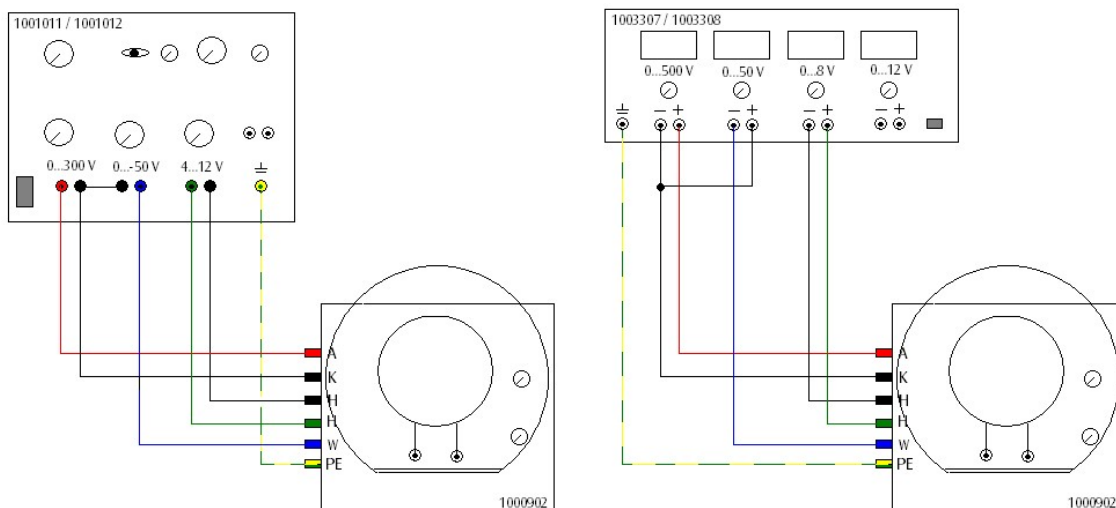 1001011 / 1001012
0...300 V 0...-50 V 4...12 V
A
K
H
H
W
PE
1000902
1003307 / 1003308
0...500 V 0...50 V 0...8 V 0...12 V
− + − + − + − +
A
K
H
H
W
PE
1000902